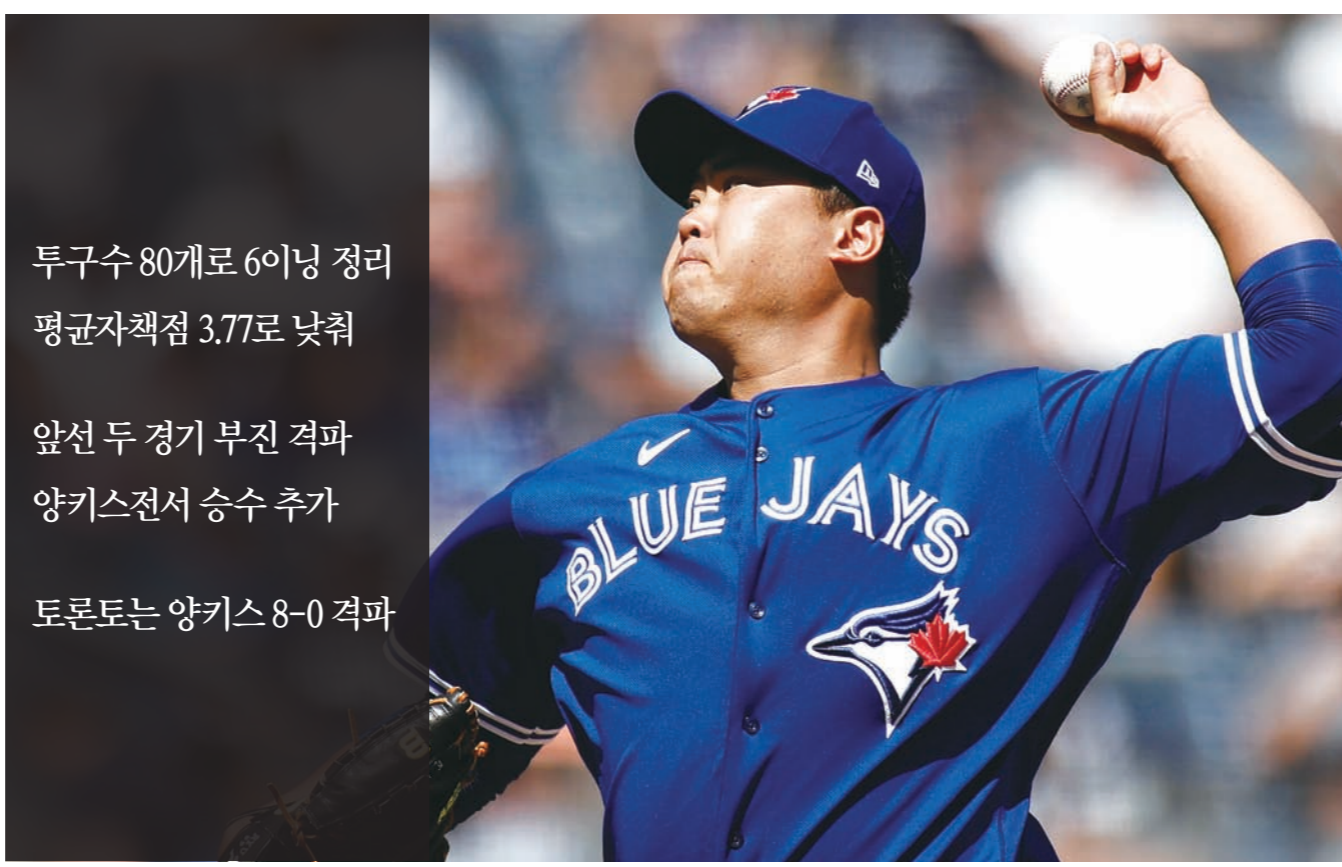 투구수 80개로 6이닝 정리
평균자책점 3.77로 낮춰
앞선 두 경기 부진 격파
양키스전서 승수 추가
토론토는 양키스 8-0 격파
BLUE JAYS